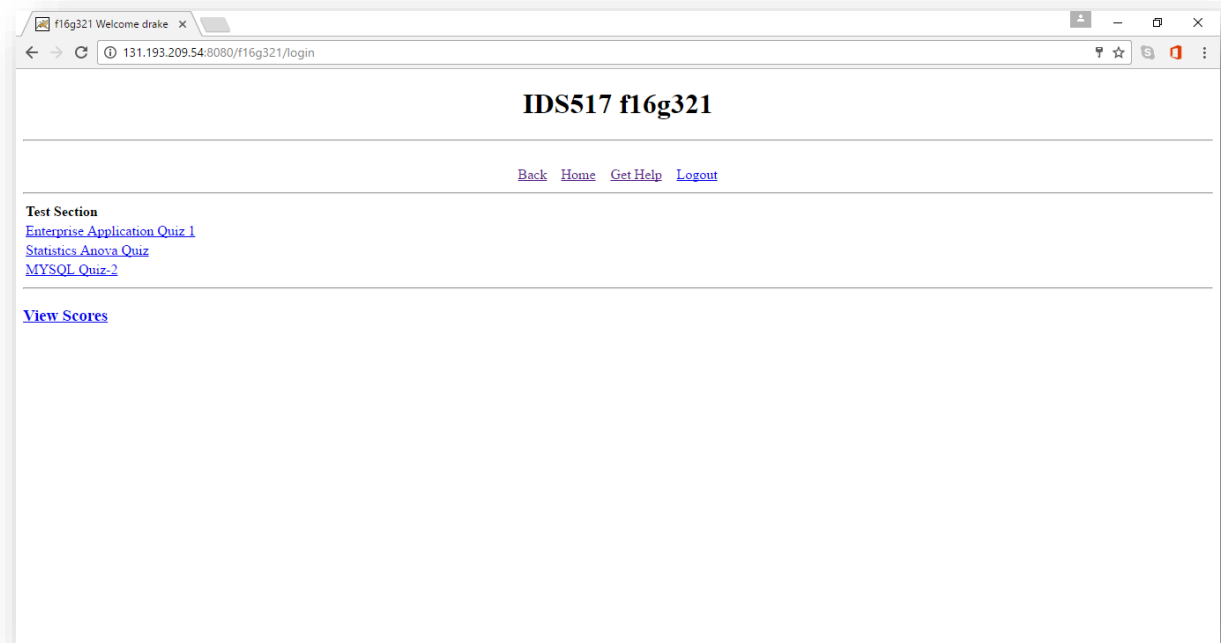 f16g321 Welcome drake
131.193.209.54:8080/f16g321/login
IDS517 f16g321
Back Home Get Help Logout
Test Section
Enterprise Application Quiz 1
Statistics Anova Quiz
MYSQL Quiz-2
View Scores